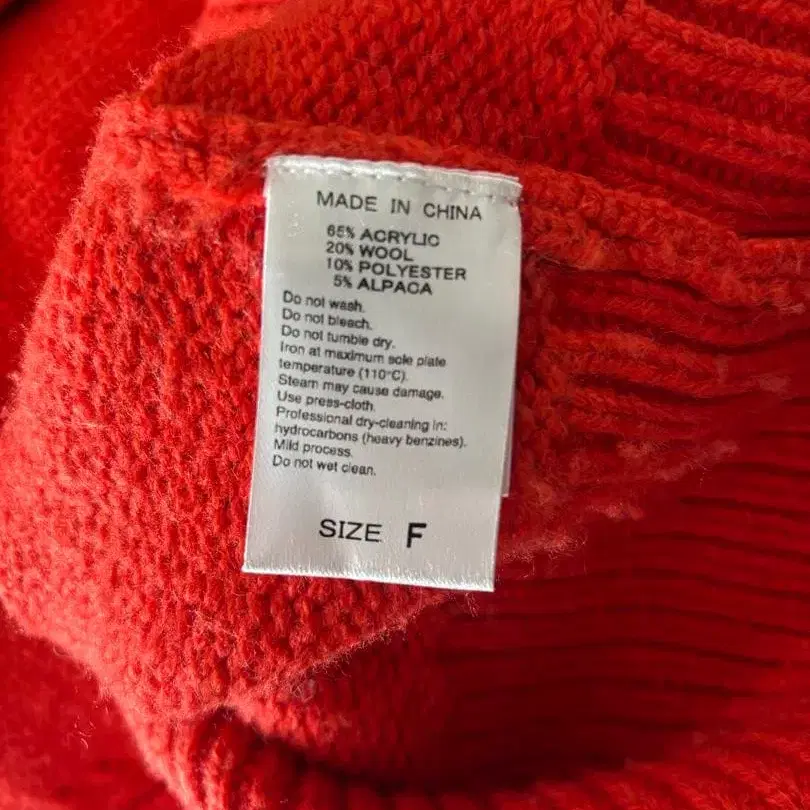 MADE IN CHINA
65% ACRYLIC
20% WOOL
10% POLYESTER
5% ALPACA
Do not wash.
Do not bleach.
Do not tumble dry.
Iron at maximum sole plate
temperature (110°C).
Steam may cause damage.
Use press-cloth.
Professional dry-cleaning in:
hydrocarbons (heavy benzines).
Mild process.
Do not wet clean.
SIZE F